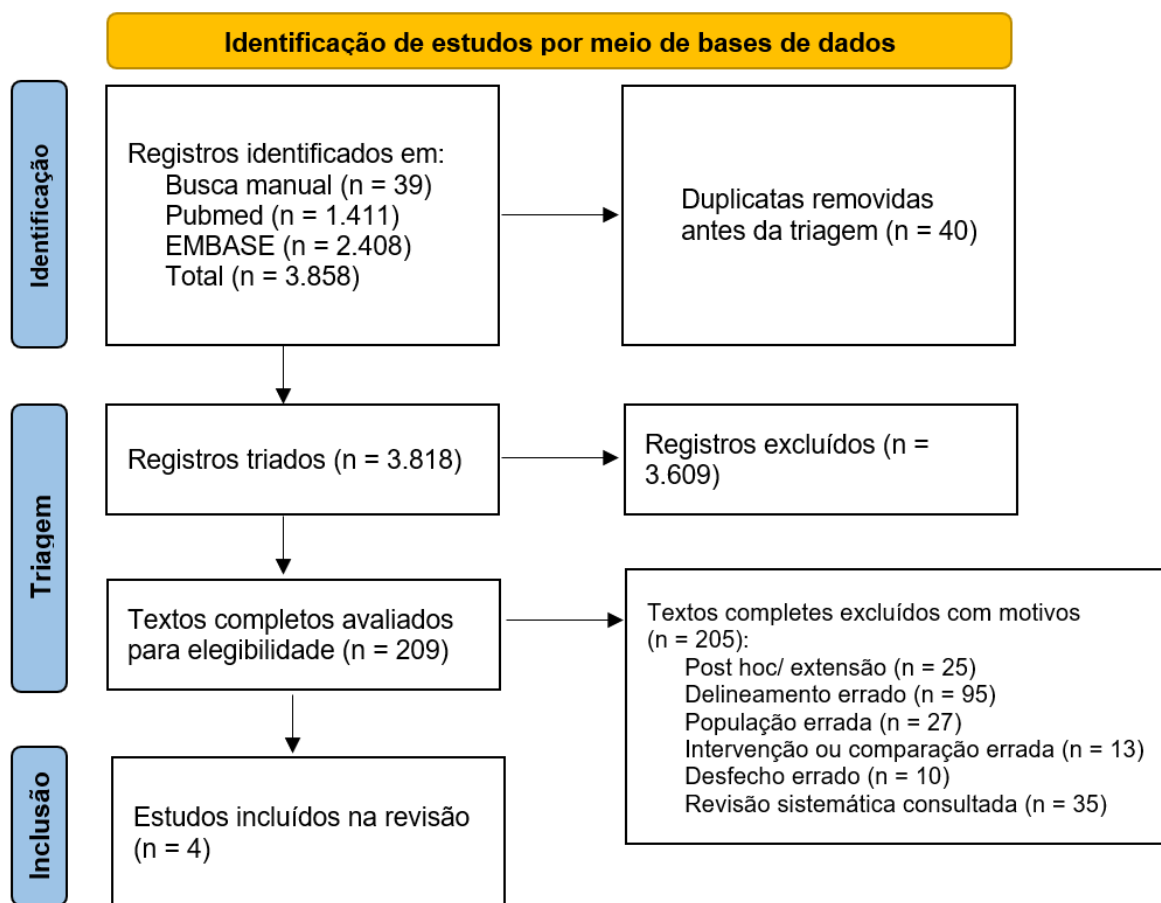 Identificação de estudos por meio de bases de dados
Identificação
Registros identificados em:
Busca manual (n = 39)
Pubmed (n = 1.411)
EMBASE (n = 2.408)
Total (n = 3.858)
Duplicatas removidas
antes da triagem (n = 40)
Triagem
Registros triados (n = 3.818)
Registros excluídos (n =
3.609)
Textos completos avaliados
para elegibilidade (n = 209)
Textos completes excluídos com motivos
(n = 205):
Post hoc/ extensão (n = 25)
Delineamento errado (n = 95)
População errada (n = 27)
Intervenção ou comparação errada (n = 13)
Desfecho errado (n = 10)
Revisão sistemática consultada (n = 35)
Inclusão
Estudos incluídos na revisão
(n = 4)